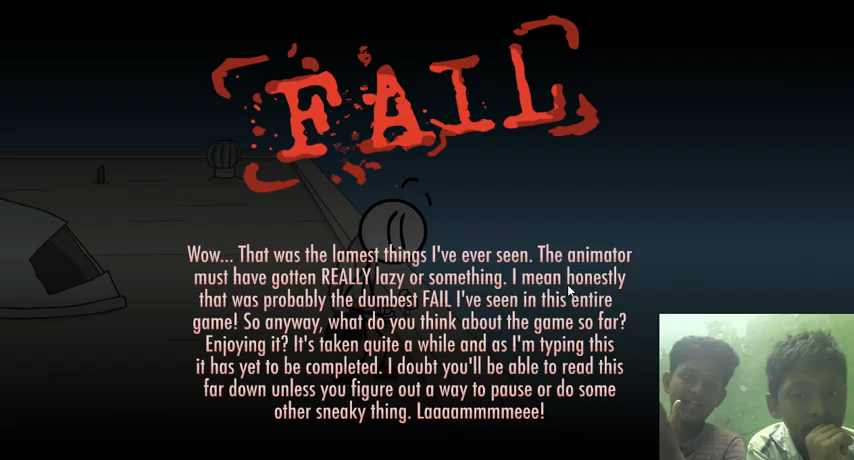 FAIL
Wow... That was the lamest things I've ever seen. The animator
must have gotten REALLY lazy or something. I mean honestly
that was probably the dumbest FAIL I've seen in this entire
game! So anyway, what do you think about the game so far?
Enjoying it? It's taken quite a while and as I'm typing this
it has yet to be completed. I doubt you'll be able to read this
far down unless you figure out a way to pause or do some
other sneaky thing. Laaaammmmeee!